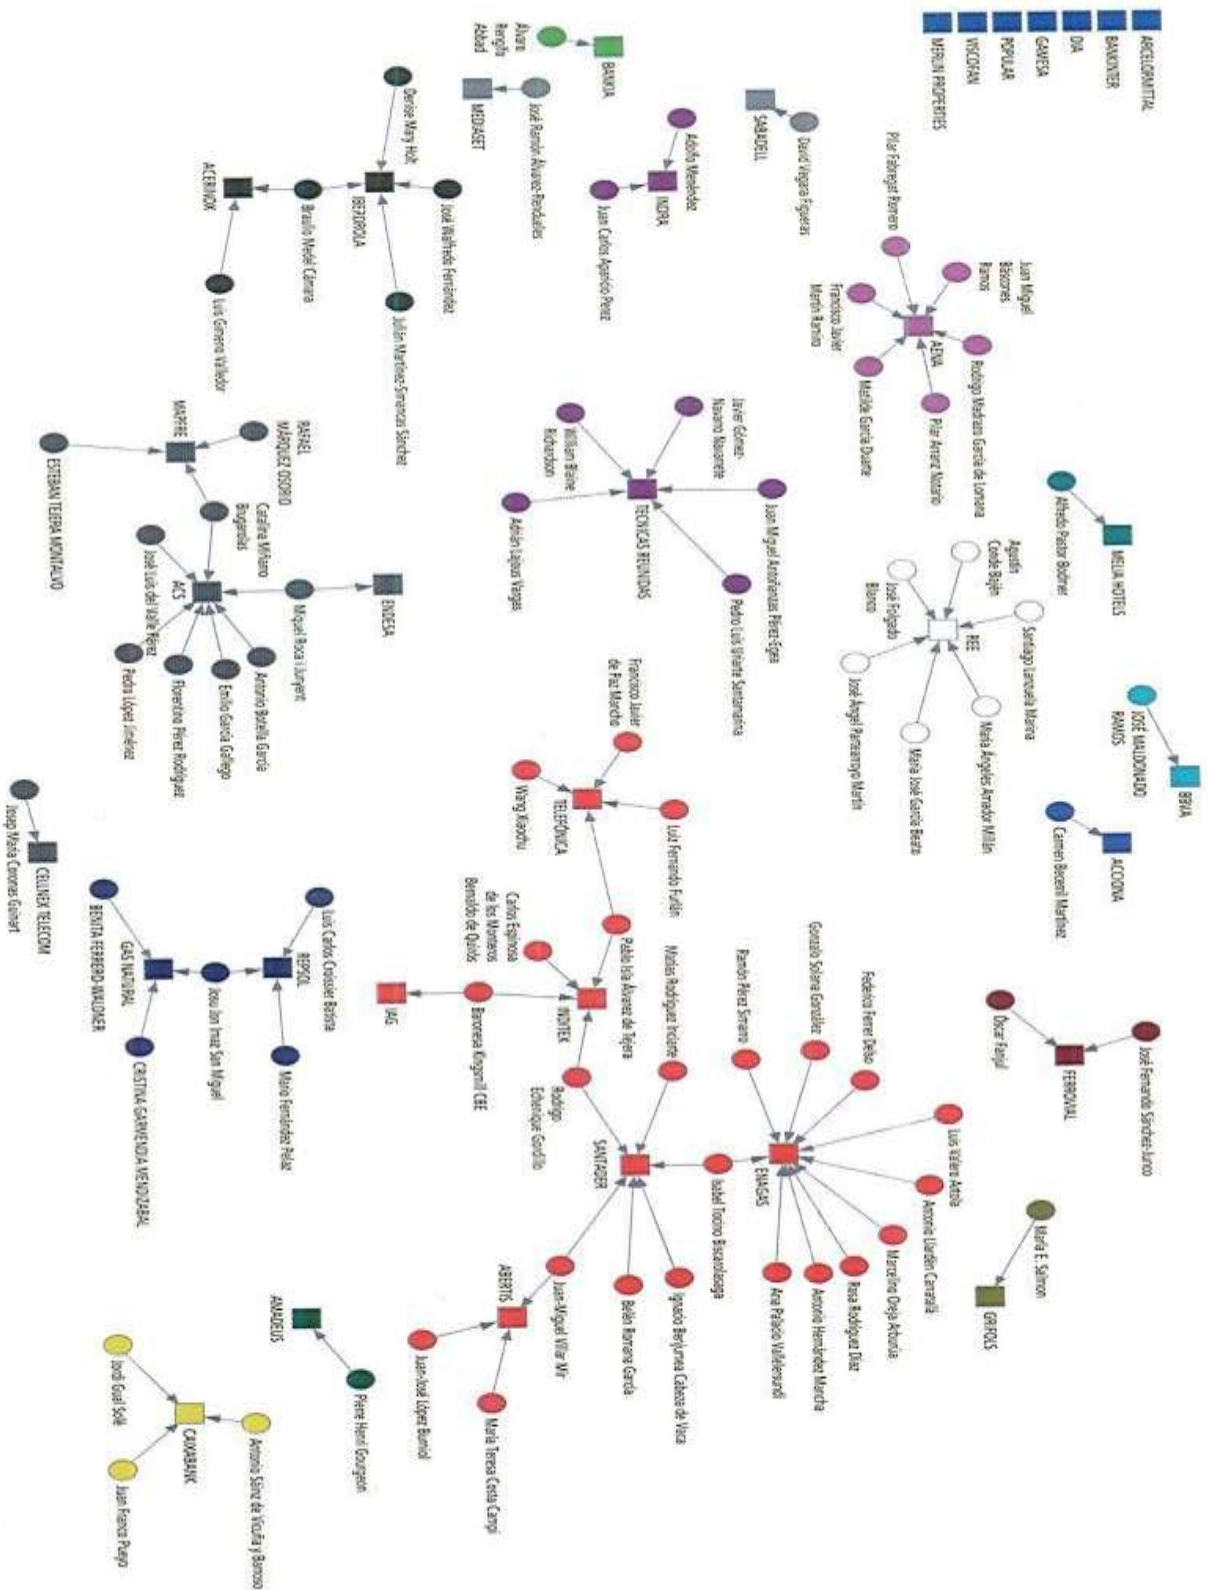 ARCELORMITTAL
BANKINTER
DIA
GAMESA
POPULAR
VISCOFAN
MERLIN PROPERTIES
BBVA
JOSÉ MALDONADO
RAMOS
ACCIONA
Carmen Becerril Martínez
MELIA HOTELS
Alfredo Pastor Bodmer
José Fernando Sánchez-Junco
FERROVIAL
Óscar Fanjul
María E. Salmon
GRIFOLS
Santiago Lanzuela Marina
Agustín
Conde Bajén
REE
María Ángeles Amador Millán
José Folgado
Blanco
María José García Beato
José Ángel Partearroyo Martín
Juan Miguel
Báscones
Ramos
Rodrigo Madrazo García de Lomana
AENA
Pilar Arranz Notario
Pilar Fabregat Romero
Matilde García Duarte
Francisco Javier
Martín Ramiro
David Vegara Figueras
SABADELL
Luis Valero Artola
Antonio Llardén Carratalá
Marcelino Oreja Arburúa
Federico Ferrer Delso
Rosa Rodríguez Díaz
Gonzalo Solana González
Antonio Hernández Mancha
Ramón Pérez Simarro
ENAGAS
Ana Palacio Vallelersundi
Isabel Tocino Biscarolasaga
Juan Miguel Antoñanzas Pérez-Egea
Pedro Luis Uriarte Santamarina
Javier Gómez-
Navarro Navarrete
TECNICAS REUNIDAS
William Blaine
Richardson
Adrián Lajous Vargas
Adolfo Menéndez
INDRA
Juan Carlos Aparicio Perez
BANKIA
Álvaro
Rengifo
Abbad
José Ramón Álvarez-Rendueles
MEDIASET
Luiz Fernando Furlán
Francisco Javier
de Paz Mancho
TELEFÓNICA
Wang Xiaochu
Pablo Isla Álvarez de Tejera
Matías Rodríguez Inciarte
Ignacio Benjumea Cabeza de Vaca
SANTADER
Belén Romana García
Rodrigo
Echenique Gordillo
Juan-Miguel Villar Mir
Carlos Espinosa
de los Monteros
Bernaldo de Quirós
INDITEX
Baronesa Kingsmill CBE
IAG
ABERTIS
María Teresa Costa Campi
Juan-José López Burniol
José Walfredo Fernández
Denise Mary Holt
IBERDROLA
Julián Martínez-Simancas Sánchez
Braulio Medel Cámara
ACERINOX
Luis Gimeno Valledor
ENDESA
Miquel Roca i Junyent
Catalina Miñarro
Brugarolas
ACS
Antonio Botella García
Emilio García Gallego
Florentino Pérez Rodríguez
Pedro López Jiménez
José Luis del Valle Pérez
RAFAEL
MÁRQUEZ OSORIO
MAPFRE
ESTEBAN TEJERA MONTALVO
Luis Carlos Croissier Batista
REPSOL
Mario Fernández Pelaz
Josu Jon Imaz San Miguel
GAS NATURAL
CRISTINA GARMENDIA MENDIZABAL
BENITA FERRERO-WALDNER
CELLNEX TELECOM
Josep Maria Corones Guinart
Pierre Henri Gourgeon
AMADEUS
Antonio Sáinz de Vicuña y Barroso
CAIXABANK
Jordi Gual Solé
Juan Franco Pueyo